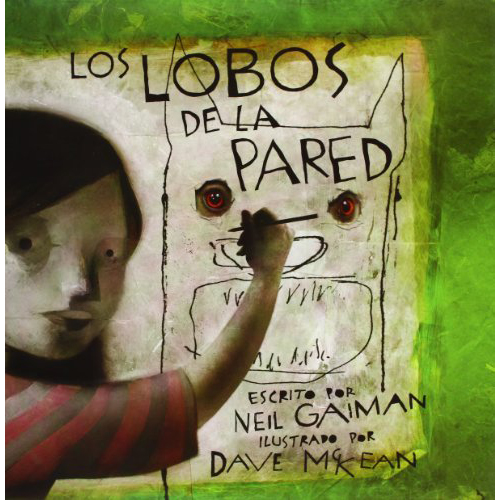 LOS LOBOS
DE LA
PARED
ESCRITO POR
NEIL GAIMAN
ILUSTRADO POR
DAVE McKEAN